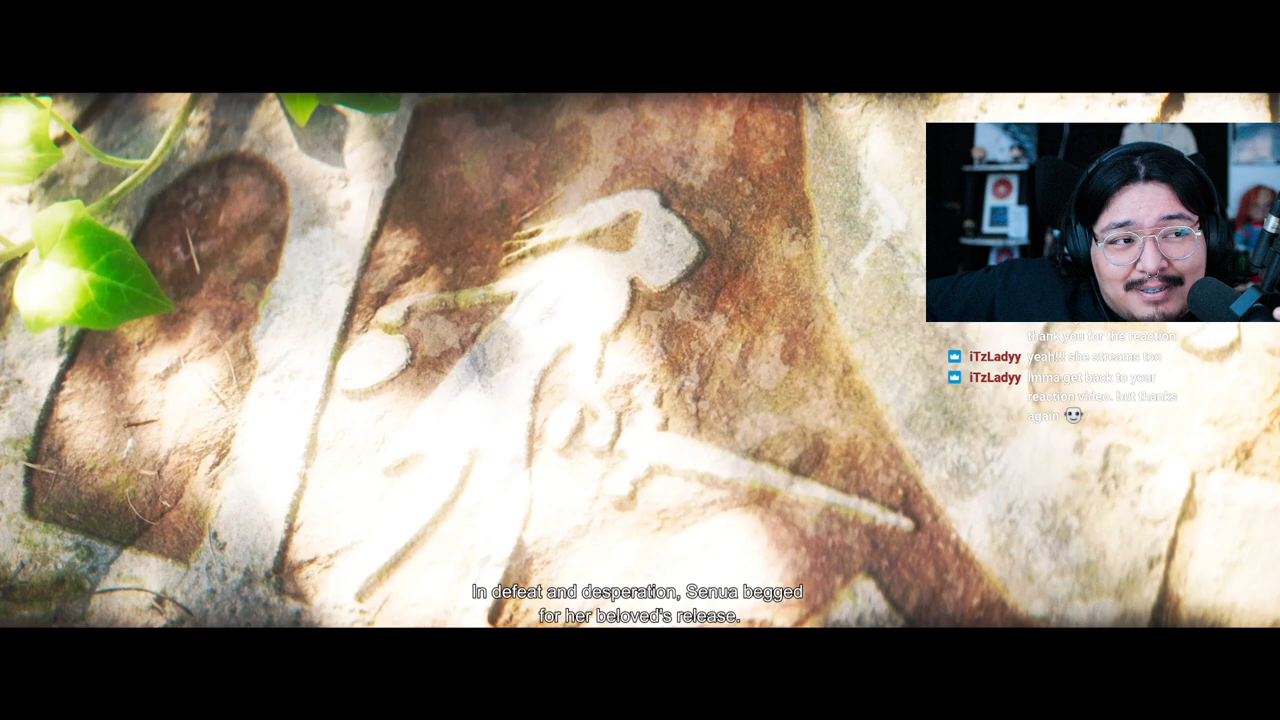 thank you for the reaction
iTzLadyy yeah!!! she streams too
iTzLadyy imma get back to your
reaction video. but thanks
again
In defeat and desperation, Senua begged
for her beloved's release.